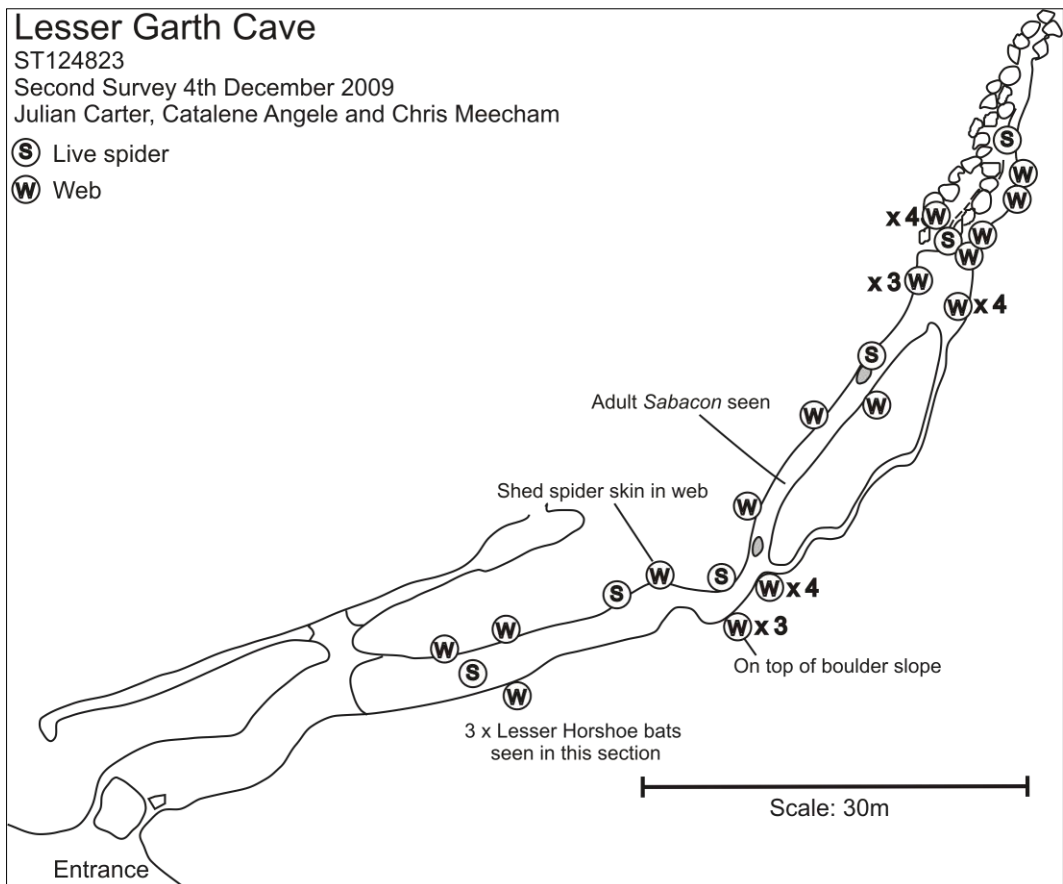 Lesser Garth Cave
ST124823
Second Survey 4th December 2009
Julian Carter, Catalene Angele and Chris Meecham
S Live spider
W Web
S
W
W
x 4 W
S
W
W
x 3 W
W x 4
S
Adult Sabacon seen
W
W
Shed spider skin in web
W
S
W
S
W x 4
W
W
W x 3
On top of boulder slope
S
W
3 x Lesser Horshoe bats
seen in this section
Scale: 30m
Entrance